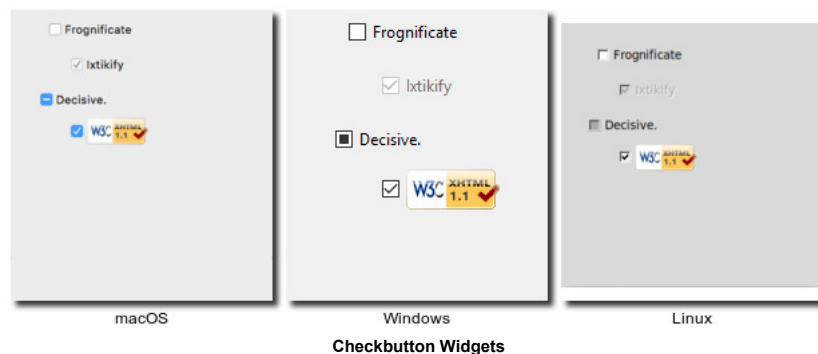 Frognificate
Ixtikify
Decisive.
W3C XHTML 1.1
macOS
Frognificate
Ixtikify
Decisive.
W3C XHTML 1.1
Windows
Frognificate
Ixtikify
Decisive.
W3C XHTML 1.1
Linux
Checkbutton Widgets